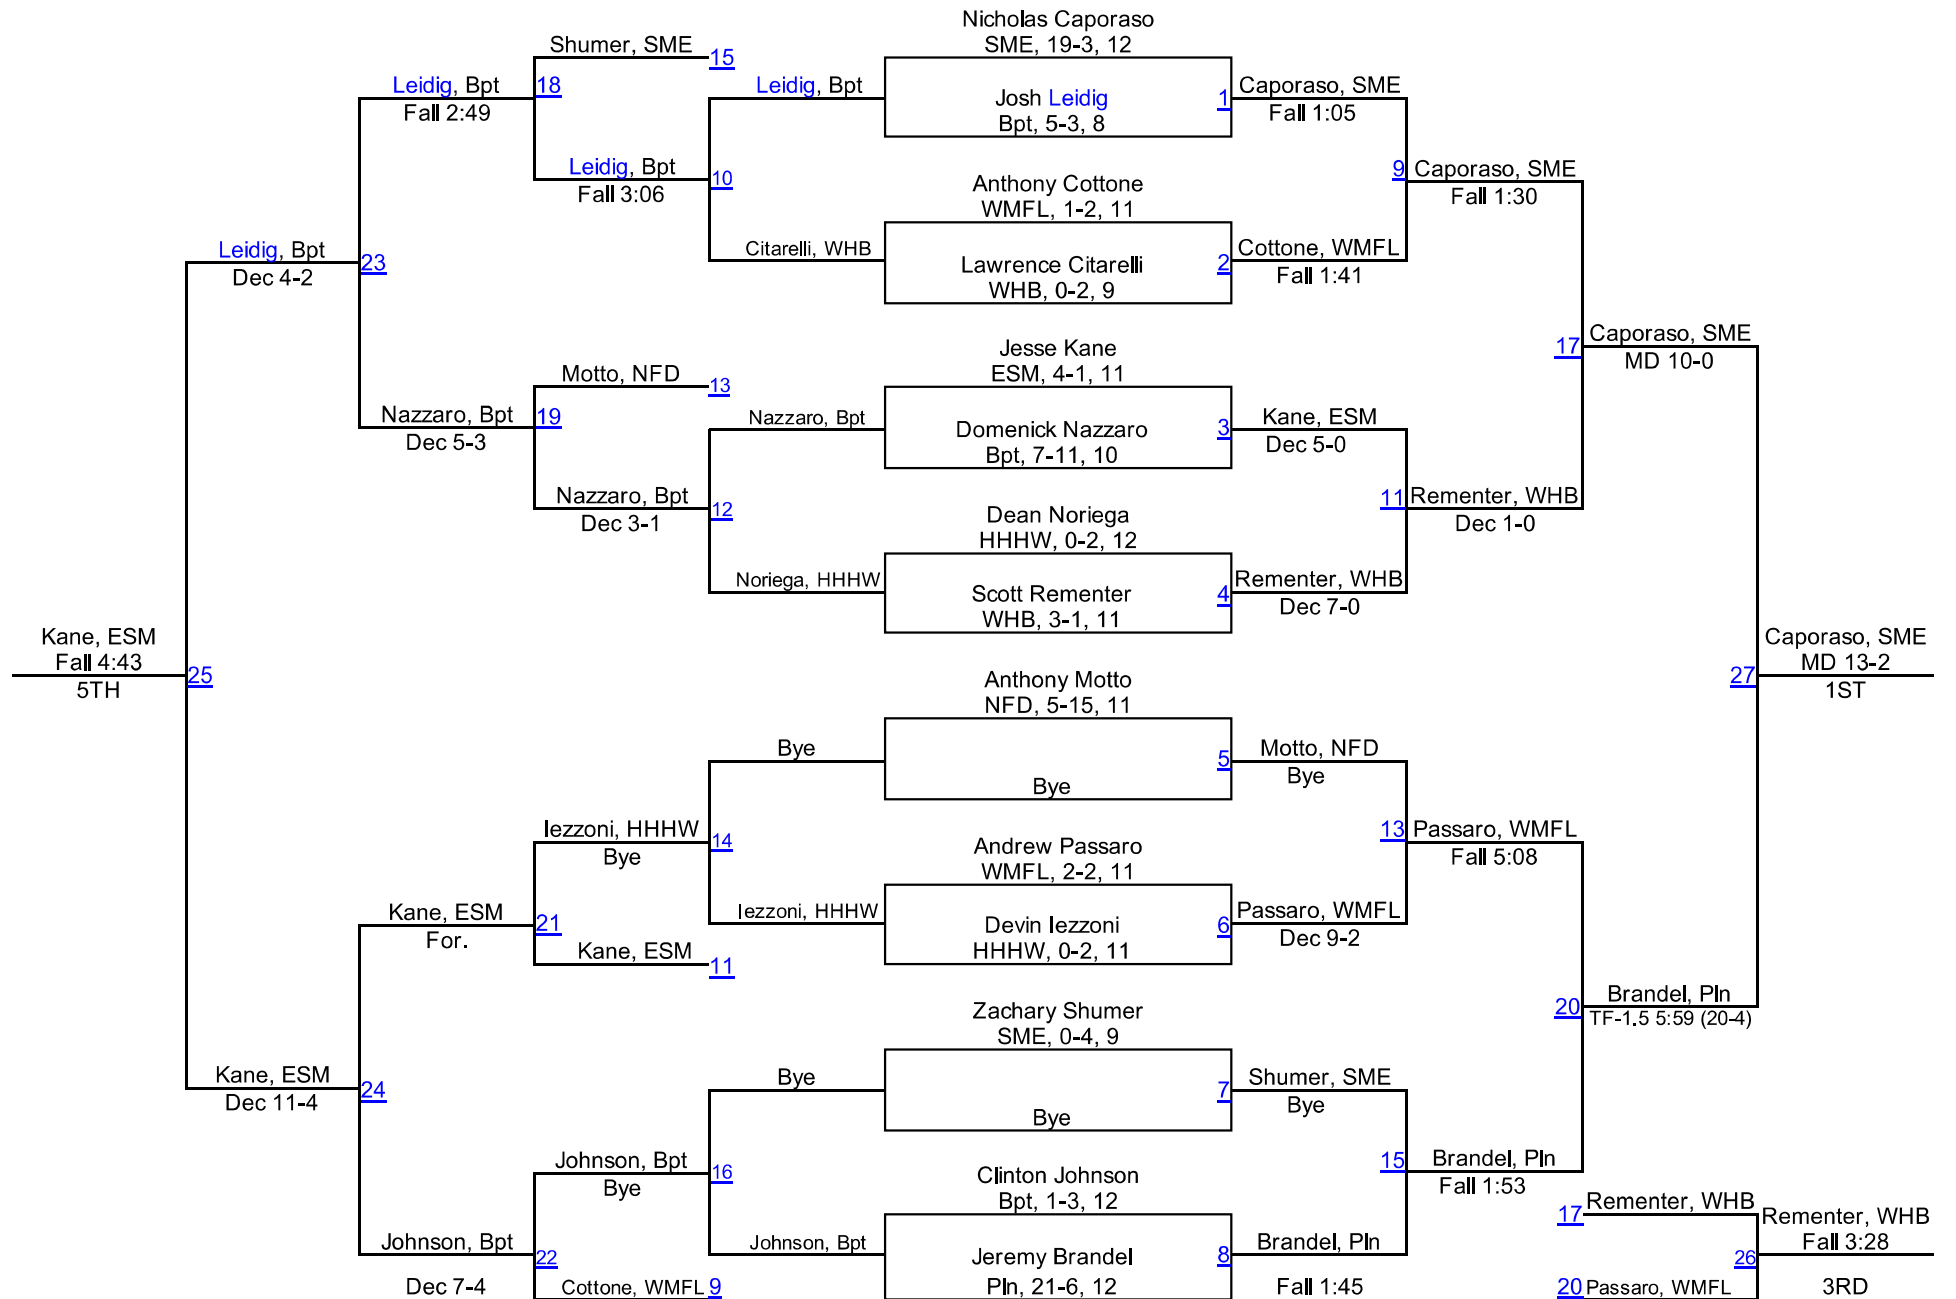 Nicholas Caporaso
SME, 19-3, 12
Shumer, SME
15
Leidig, Bpt
18
Fall 2:49
Leidig, Bpt
Josh Leidig
Bpt, 5-3, 8
1
Caporaso, SME
Fall 1:05
Leidig, Bpt
10
Fall 3:06
Anthony Cottone
WMFL, 1-2, 11
9
Caporaso, SME
Fall 1:30
Leidig, Bpt
Dec 4-2
23
Citarelli, WHB
Lawrence Citarelli
WHB, 0-2, 9
2
Cottone, WMFL
Fall 1:41
Jesse Kane
ESM, 4-1, 11
17
Caporaso, SME
MD 10-0
Motto, NFD
13
Nazzaro, Bpt
19
Dec 5-3
Nazzaro, Bpt
Domenick Nazzaro
Bpt, 7-11, 10
3
Kane, ESM
Dec 5-0
Nazzaro, Bpt
12
Dec 3-1
Dean Noriega
HHHW, 0-2, 12
11
Rementer, WHB
Dec 1-0
Noriega, HHHW
Scott Rementer
WHB, 3-1, 11
4
Rementer, WHB
Dec 7-0
Kane, ESM
Fall 4:43
5TH
25
Anthony Motto
NFD, 5-15, 11
27
Caporaso, SME
MD 13-2
1ST
Bye
Bye
5
Motto, NFD
Bye
Iezzoni, HHHW
Bye
14
Andrew Passaro
WMFL, 2-2, 11
13
Passaro, WMFL
Fall 5:08
Kane, ESM
For.
21
Iezzoni, HHHW
Devin Iezzoni
HHHW, 0-2, 11
6
Passaro, WMFL
Dec 9-2
Kane, ESM
11
Zachary Shumer
SME, 0-4, 9
20
Brandel, Pln
TF-1.5 5:59 (20-4)
Kane, ESM
Dec 11-4
24
Bye
Bye
7
Shumer, SME
Bye
Johnson, Bpt
Bye
16
Clinton Johnson
Bpt, 1-3, 12
15
Brandel, Pln
Fall 1:53
Johnson, Bpt
22
Dec 7-4
Johnson, Bpt
Jeremy Brandel
Pln, 21-6, 12
8
Brandel, Pln
Fall 1:45
Cottone, WMFL
9
17
Rementer, WHB
Rementer, WHB
Fall 3:28
26
20
Passaro, WMFL
3RD